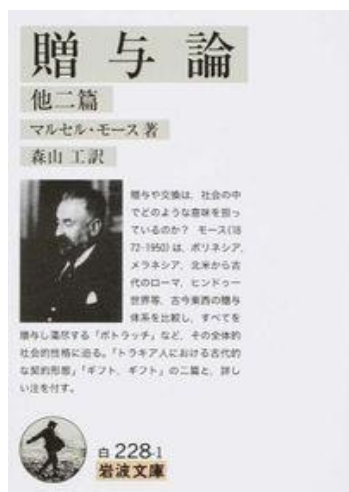 贈与論
他二篇
マルセル・モース著
森山 工訳
贈与や交換は、社会の中
でどのような意味を担っ
ているのか? モース(18
72-1950)は、ポリネシア、
メラネシア、北米から古
代のローマ、ヒンドゥー
世界等、古今東西の贈与
体系を比較し、すべてを
贈与し蕩尽する「ポトラッチ」など、その全体的
社会的性格に迫る。「トラキア人における古代的
な契約形態」「ギフト、ギフト」の二篇と、詳し
い注を付す。
白 228-1
岩波文庫